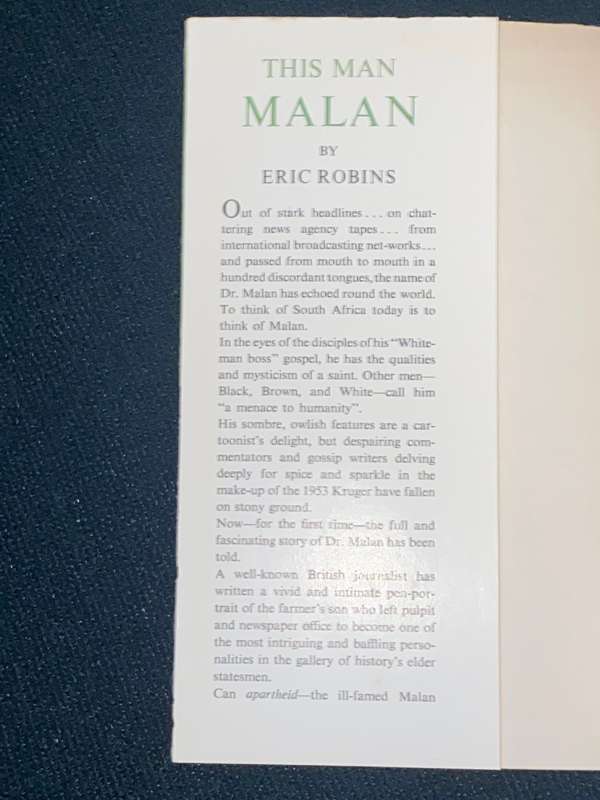 THIS MAN
MALAN
BY
ERIC ROBINS
Out of stark headlines . . . on chat-
tering news agency tapes . . . from
international broadcasting net-works . . .
and passed from mouth to mouth in a
hundred discordant tongues, the name of
Dr. Malan has echoed round the world.
To think of South Africa today is to
think of Malan.
In the eyes of the disciples of his “White-
man boss” gospel, he has the qualities
and mysticism of a saint. Other men—
Black, Brown, and White—call him
“a menace to humanity”.
His sombre, owlish features are a car-
toonist’s delight, but despairing com-
mentators and gossip writers delving
deeply for spice and sparkle in the
make-up of the 1953 Kruger have fallen
on stony ground.
Now—for the first time—the full and
fascinating story of Dr. Malan has been
told.
A well-known British journalist has
written a vivid and intimate pen-por-
trait of the farmer’s son who left pulpit
and newspaper office to become one of
the most intriguing and baffling perso-
nalities in the gallery of history’s elder
statesmen.
Can apartheid—the ill-famed Malan